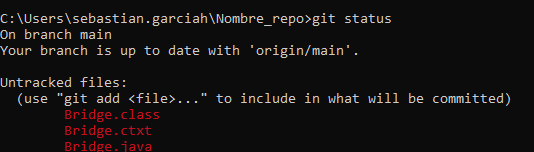 C:\Users\sebastian.garciah\Nombre_repo>git status
On branch main
Your branch is up to date with 'origin/main'.
Untracked files:
(use "git add <file>..." to include in what will be committed)
Bridge.class
Bridge.ctxt
Bridge.java